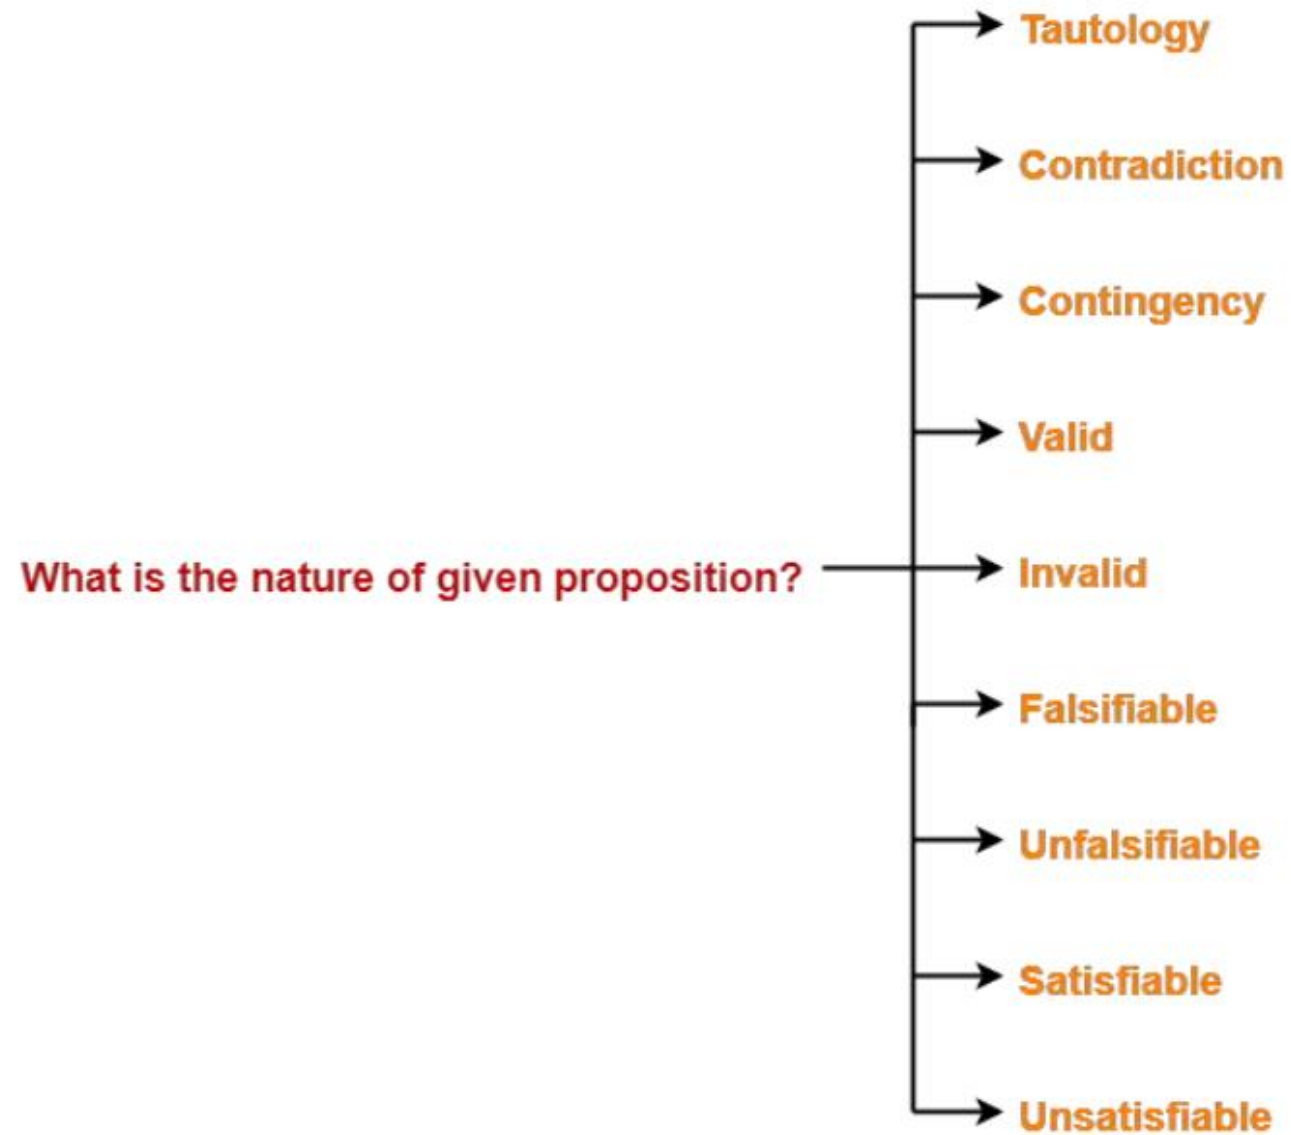 Tautology
Contradiction
Contingency
Valid
What is the nature of given proposition?
Invalid
Falsifiable
Unfalsifiable
Satisfiable
Unsatisfiable